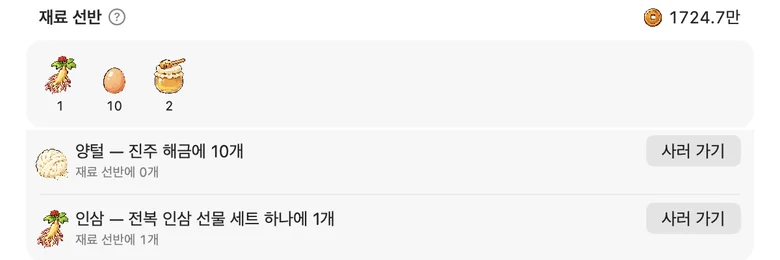 재료 선반 ?
1724.7만
1 10 2
양털 — 진주 해금에 10개
재료 선반에 0개
사러 가기
인삼 — 전복 인삼 선물 세트 하나에 1개
재료 선반에 1개
사러 가기